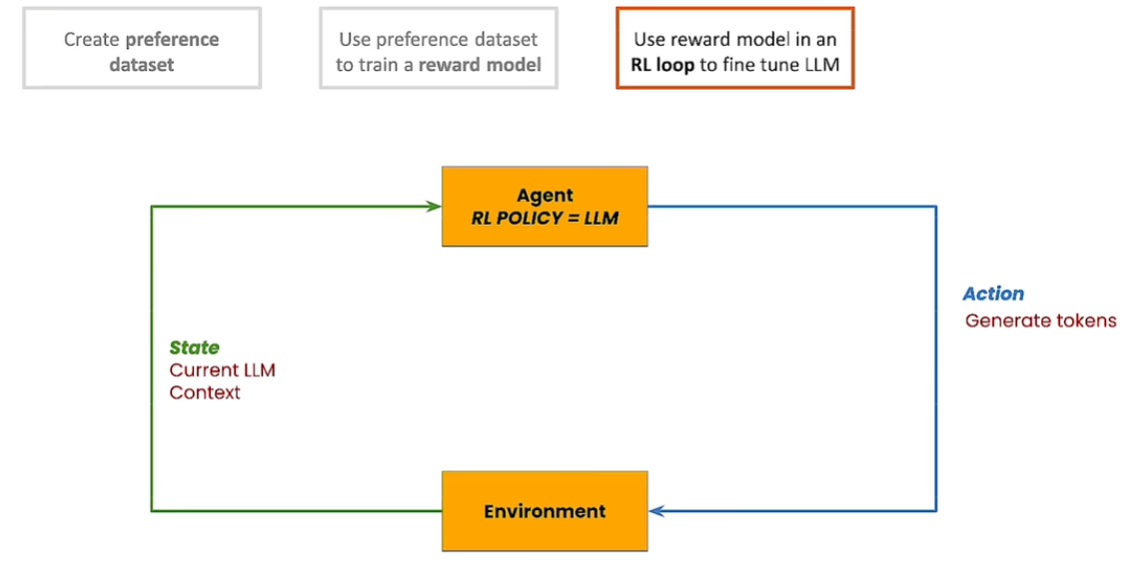 Create preference
dataset
Use preference dataset
to train a reward model
Use reward model in an
RL loop to fine tune LLM
Agent
RL POLICY = LLM
Action
Generate tokens
State
Current LLM
Context
Environment